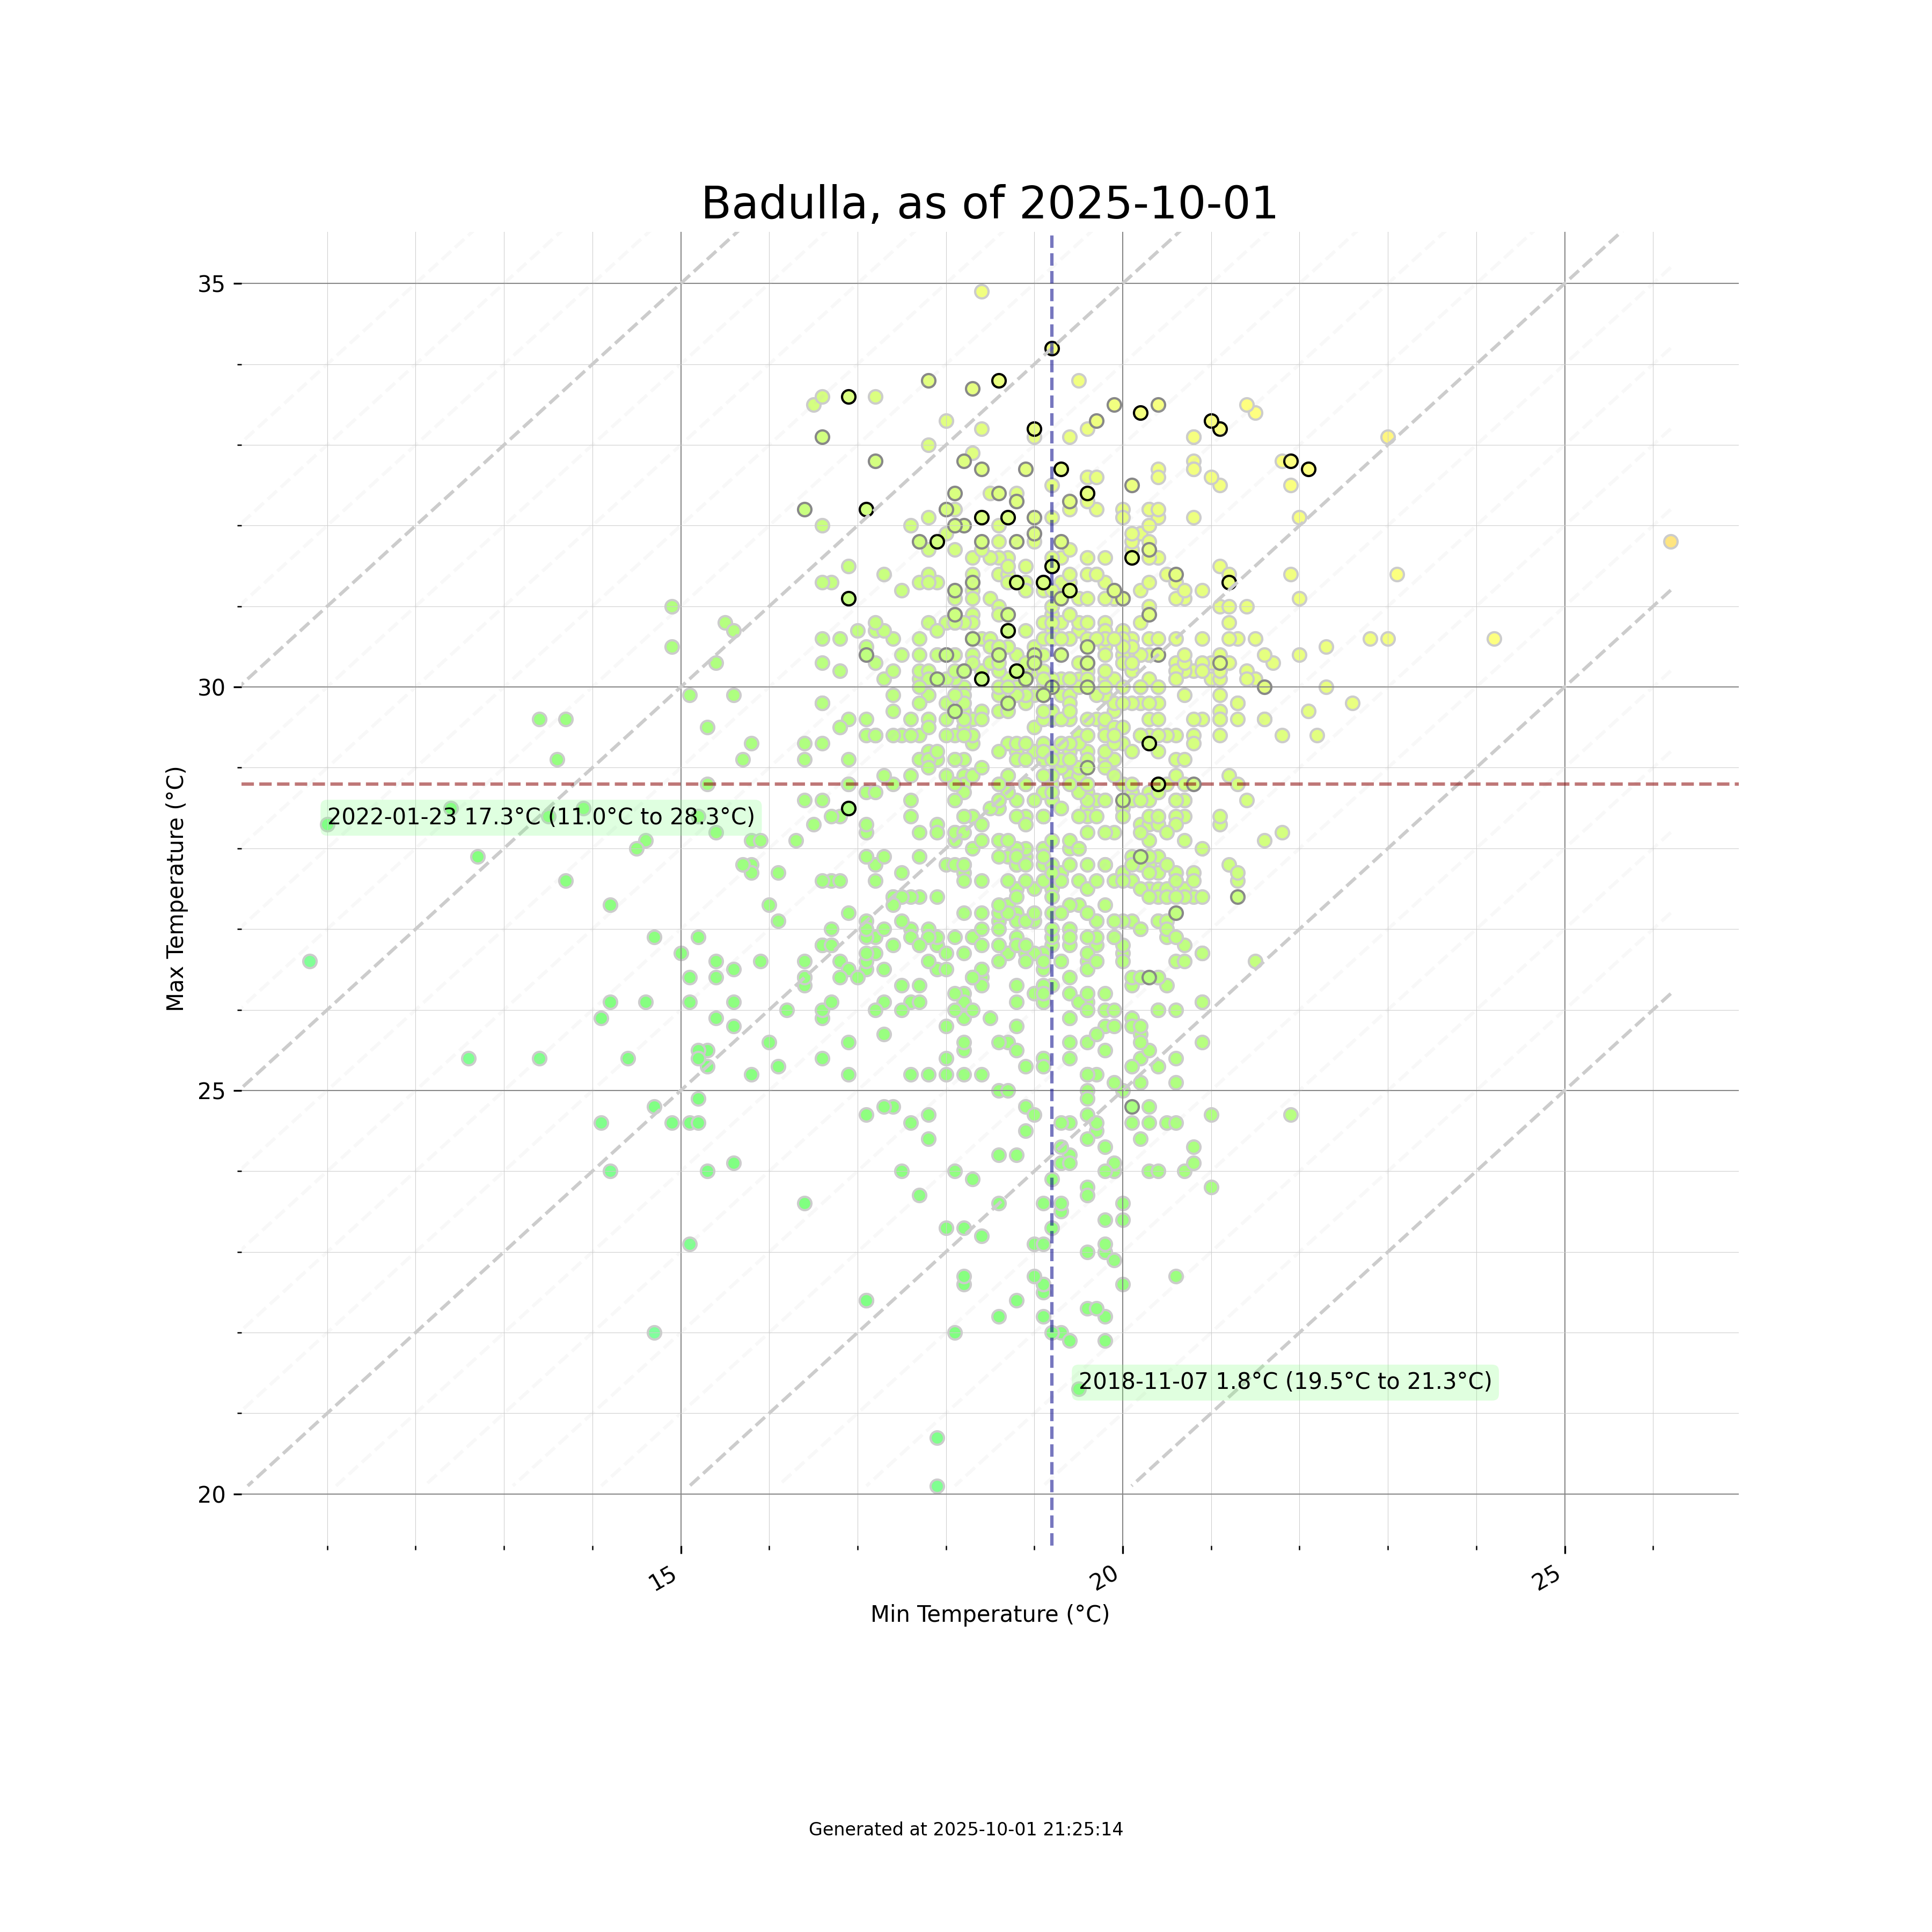 Badulla, as of 2025-10-01
35
30
25
20
Max Temperature (°C)
2022-01-23 17.3°C (11.0°C to 28.3°C)
2018-11-07 1.8°C (19.5°C to 21.3°C)
15
20
25
Min Temperature (°C)
Generated at 2025-10-01 21:25:14